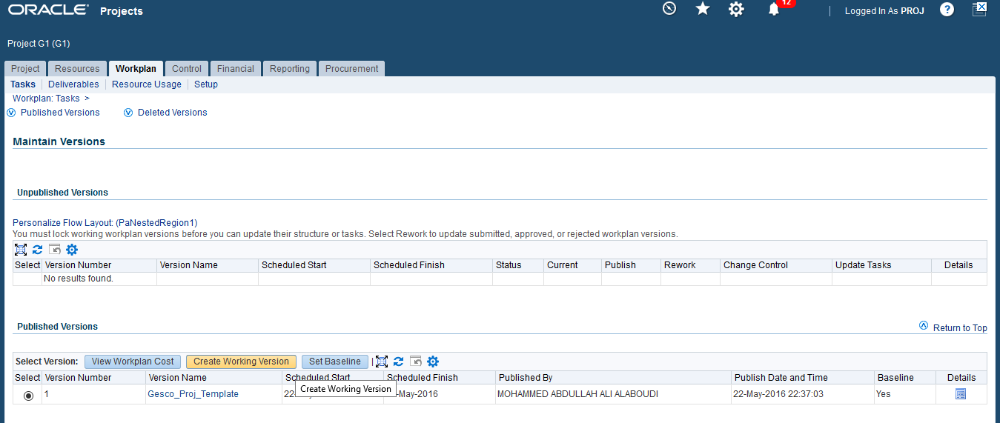 ORACLE® Projects
12
Logged In As PROJ
?
Project G1 (G1)
Project Resources Workplan Control Financial Reporting Procurement
Tasks Deliverables Resource Usage Setup
Workplan: Tasks >
Published Versions Deleted Versions
Maintain Versions
Unpublished Versions
Personalize Flow Layout: (PaNestedRegion1)
You must lock working workplan versions before you can update their structure or tasks. Select Rework to update submitted, approved, or rejected workplan versions.
Select Version Number Version Name Scheduled Start Scheduled Finish Status Current Publish Rework Change Control Update Tasks Details
No results found.
Published Versions Return to Top
Select Version: View Workplan Cost Create Working Version Set Baseline
Select Version Number Version Name Scheduled Start Scheduled Finish Published By Publish Date and Time Baseline Details
Create Working Version
1 Gesco_Proj_Template 22 -May-2016 MOHAMMED ABDULLAH ALI ALABOUDI 22-May-2016 22:37:03 Yes